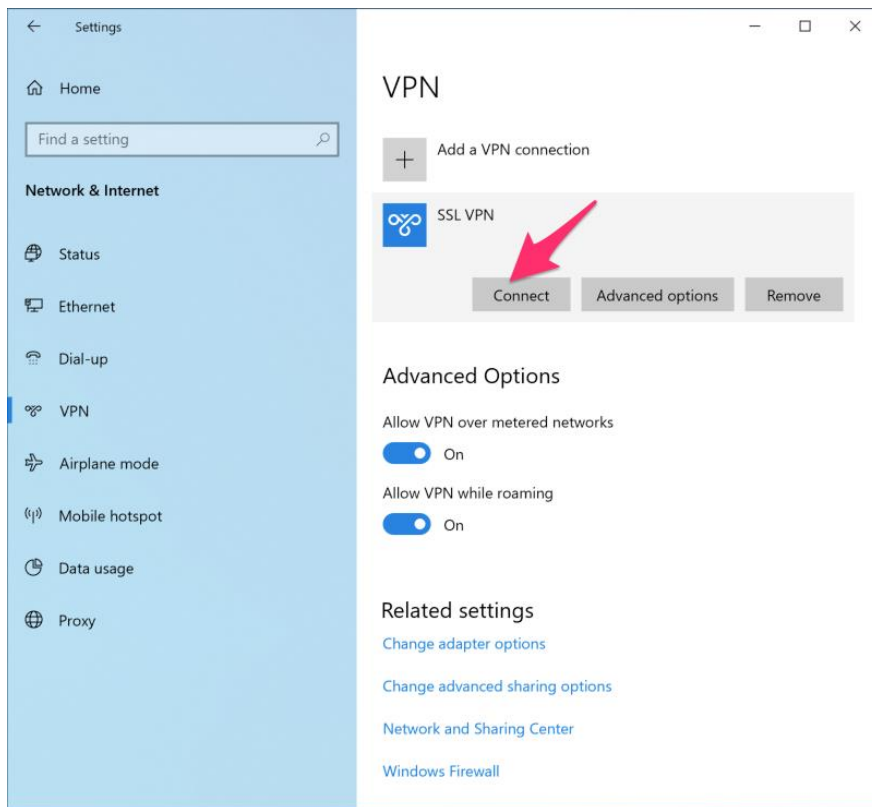 Settings
Home
Find a setting
Network & Internet
Status
Ethernet
Dial-up
VPN
Airplane mode
Mobile hotspot
Data usage
Proxy
VPN
Add a VPN connection
SSL VPN
Connect Advanced options Remove
Advanced Options
Allow VPN over metered networks
On
Allow VPN while roaming
On
Related settings
Change adapter options
Change advanced sharing options
Network and Sharing Center
Windows Firewall